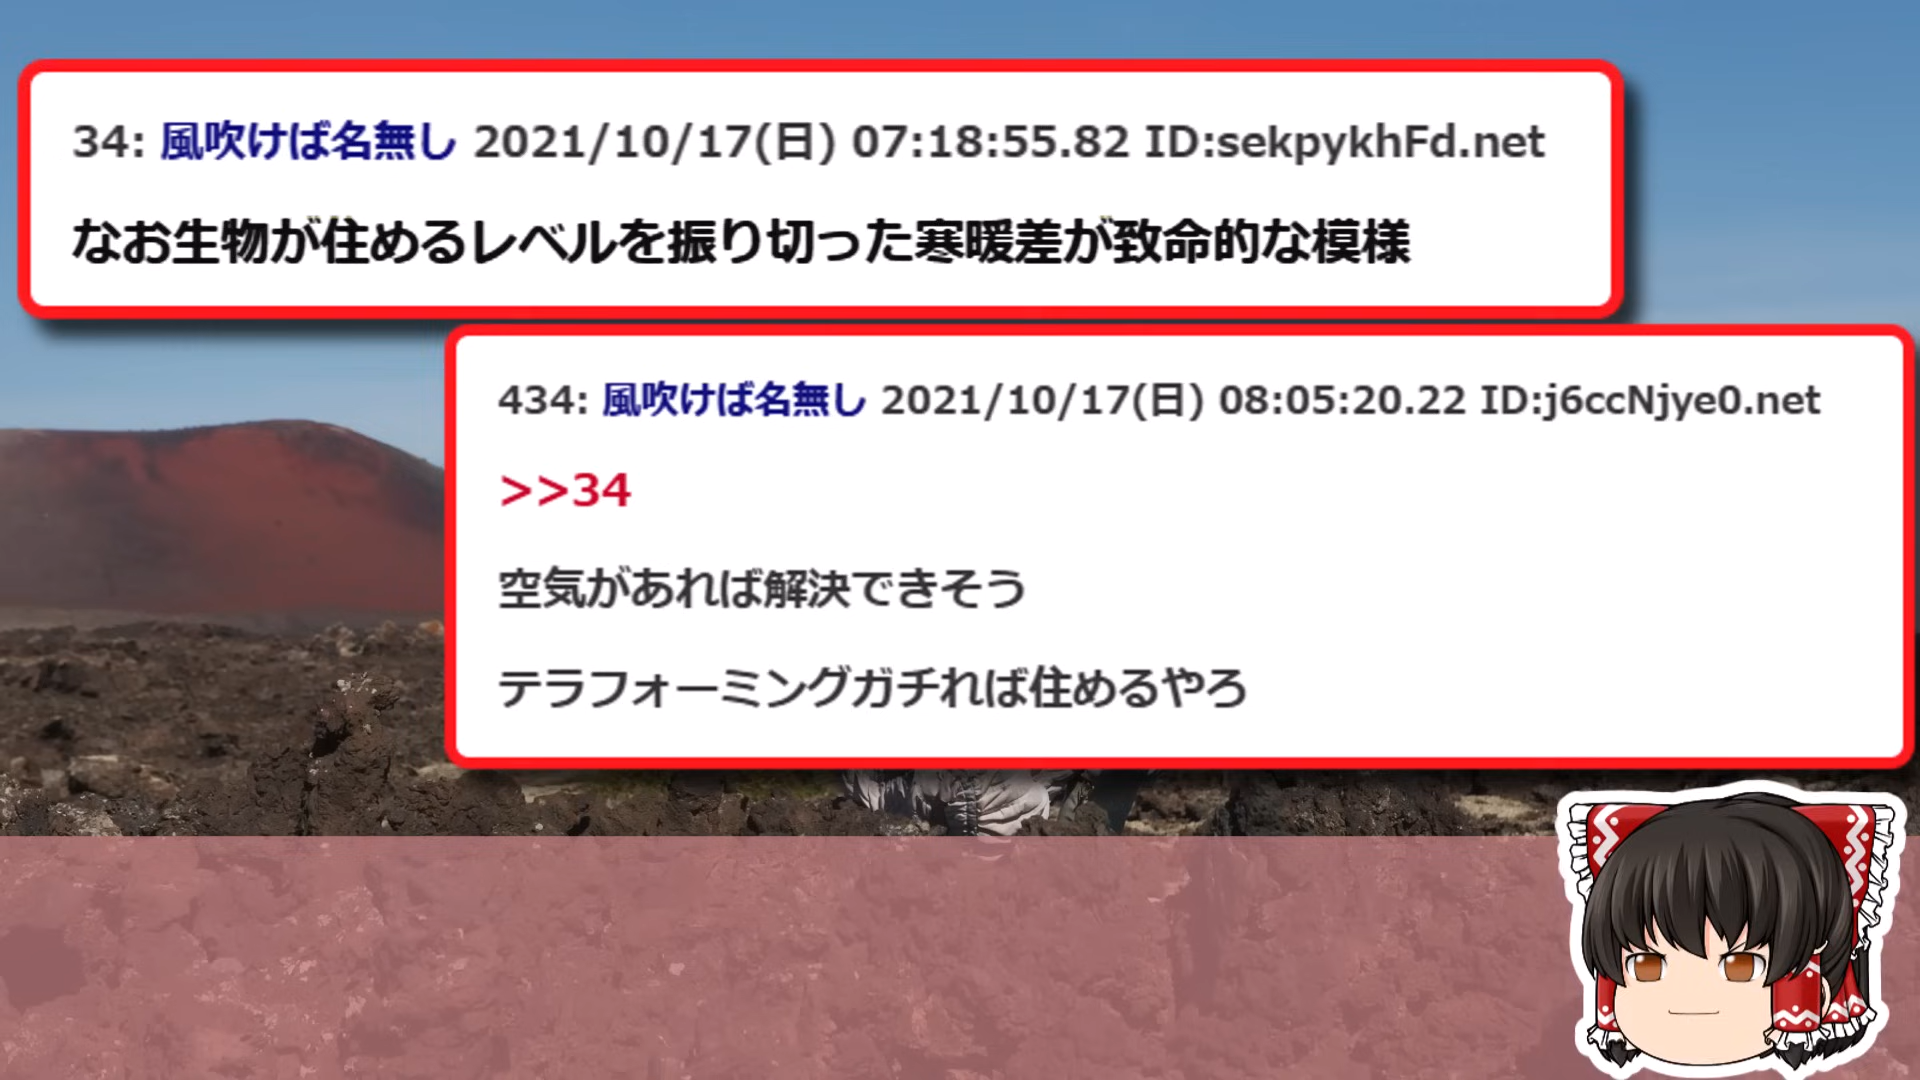 34: 風吹けば名無し 2021/10/17(日) 07:18:55.82 ID:sekpykhFd.net
なお生物が住めるレベルを振り切った寒暖差が致命的な模様
434: 風吹けば名無し 2021/10/17(日) 08:05:20.22 ID:j6ccNjye0.net
>>34
空気があれば解決できそう
テラフォーミングガチれば住めるやろ